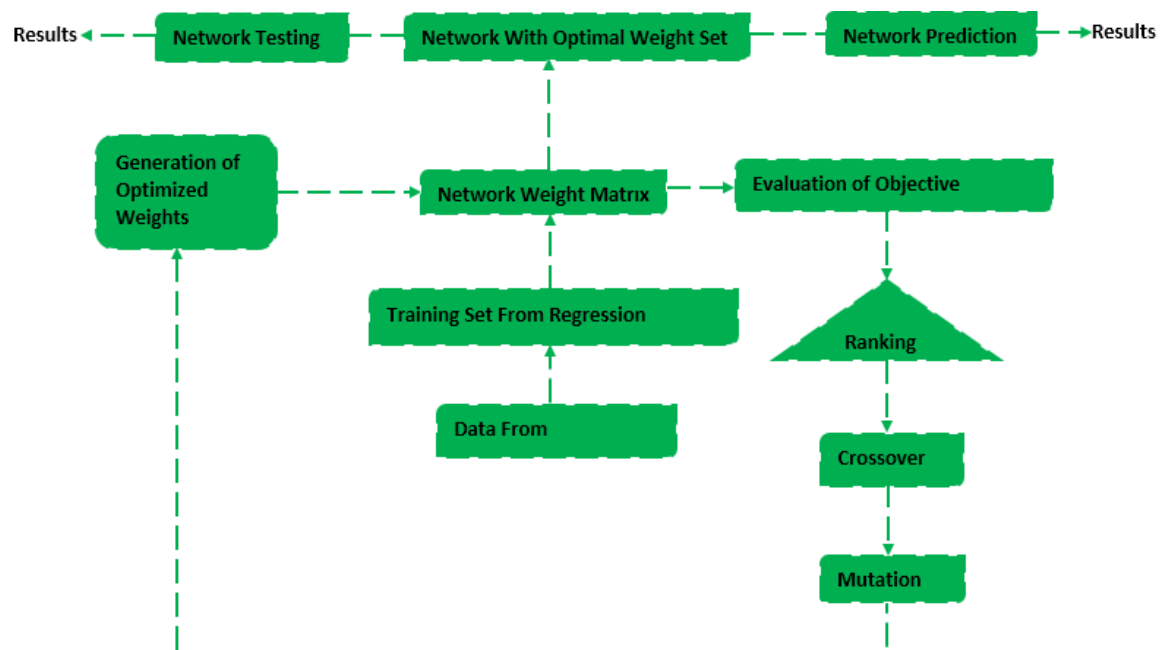 Results
Network Testing
Network With Optimal Weight Set
Network Prediction
Results
Generation of
Optimized
Weights
Network Weight Matrıx
Evaluation of Objective
Training Set From Regression
Ranking
Data From
Crossover
Mutation